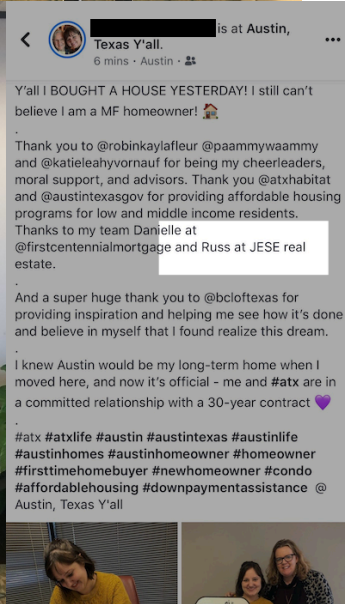 is at Austin,
Texas Y'all.
6 mins · Austin ·
Y'all I BOUGHT A HOUSE YESTERDAY! I still can't
believe I am a MF homeowner! 🏠
.
Thank you to @robinkaylafleur @paammywaammy
and @katieleahyvornauf for being my cheerleaders,
moral support, and advisors. Thank you @atxhabitat
and @austintexasgov for providing affordable housing
programs for low and middle income residents.
Thanks to my team Danielle at
@firstcentennialmortgage and Russ at JESE real
estate.
.
And a super huge thank you to @bcloftexas for
providing inspiration and helping me see how it's done
and believe in myself that I found realize this dream.
.
I knew Austin would be my long-term home when I
moved here, and now it's official - me and #atx are in
a committed relationship with a 30-year contract 💜
.
#atx #atxlife #austin #austintexas #austinlife
#austinhomes #austinhomeowner #homeowner
#firsttimehomebuyer #newhomeowner #condo
#affordablehousing #downpaymentassistance @
Austin, Texas Y'all